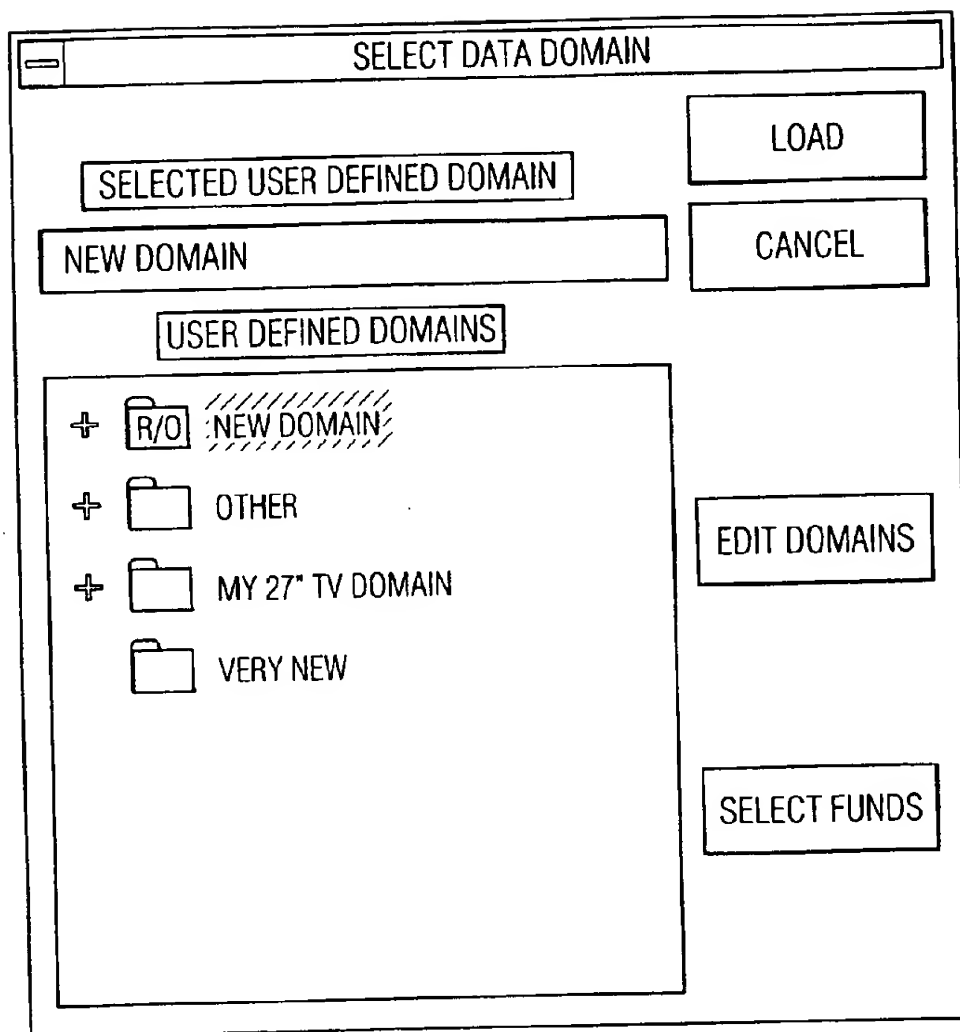 SELECT DATA DOMAIN
LOAD
SELECTED USER DEFINED DOMAIN
NEW DOMAIN
CANCEL
USER DEFINED DOMAINS
R/O NEW DOMAIN
OTHER
MY 27" TV DOMAIN
VERY NEW
EDIT DOMAINS
SELECT FUNDS